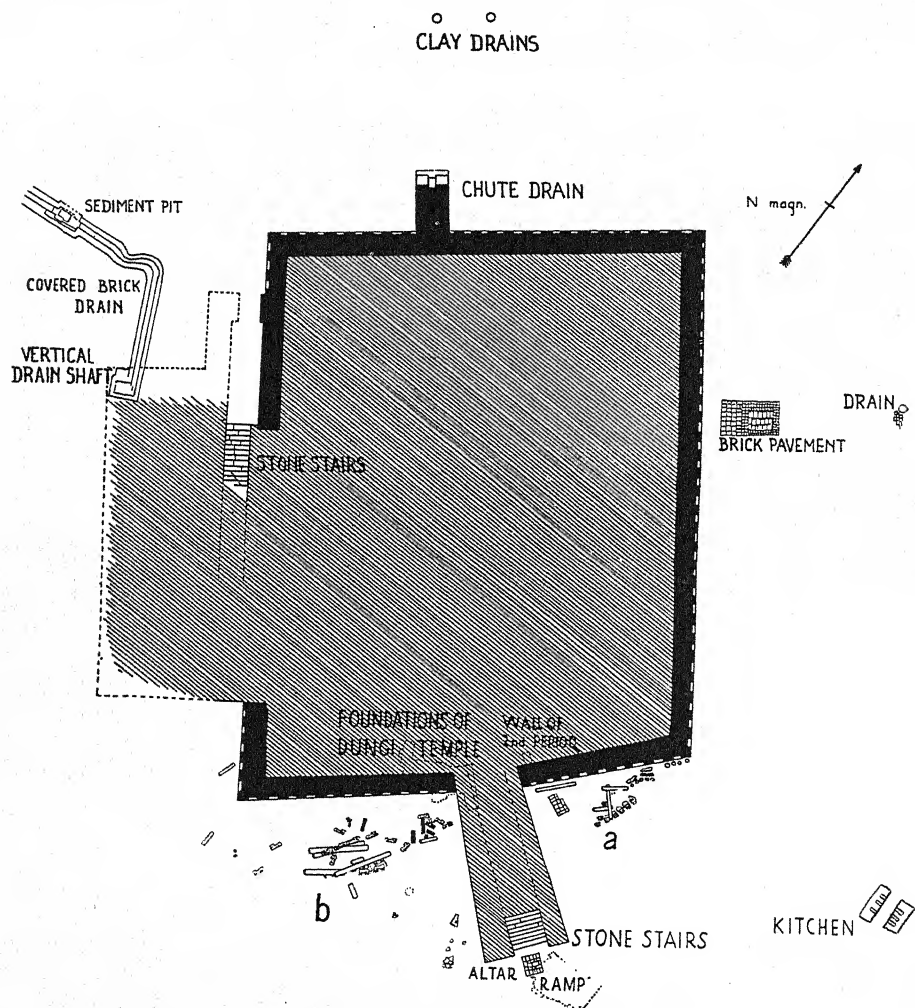 CLAY DRAINS
CHUTE DRAIN
N magn.
SEDIMENT PIT
COVERED BRICK
DRAIN
VERTICAL
DRAIN SHAFT
DRAIN
BRICK PAVEMENT
STONE STAIRS
FOUNDATIONS OF
DUNGI TEMPLE
WALL OF
2nd PERIOD
a
b
KITCHEN
STONE STAIRS
ALTAR
RAMP